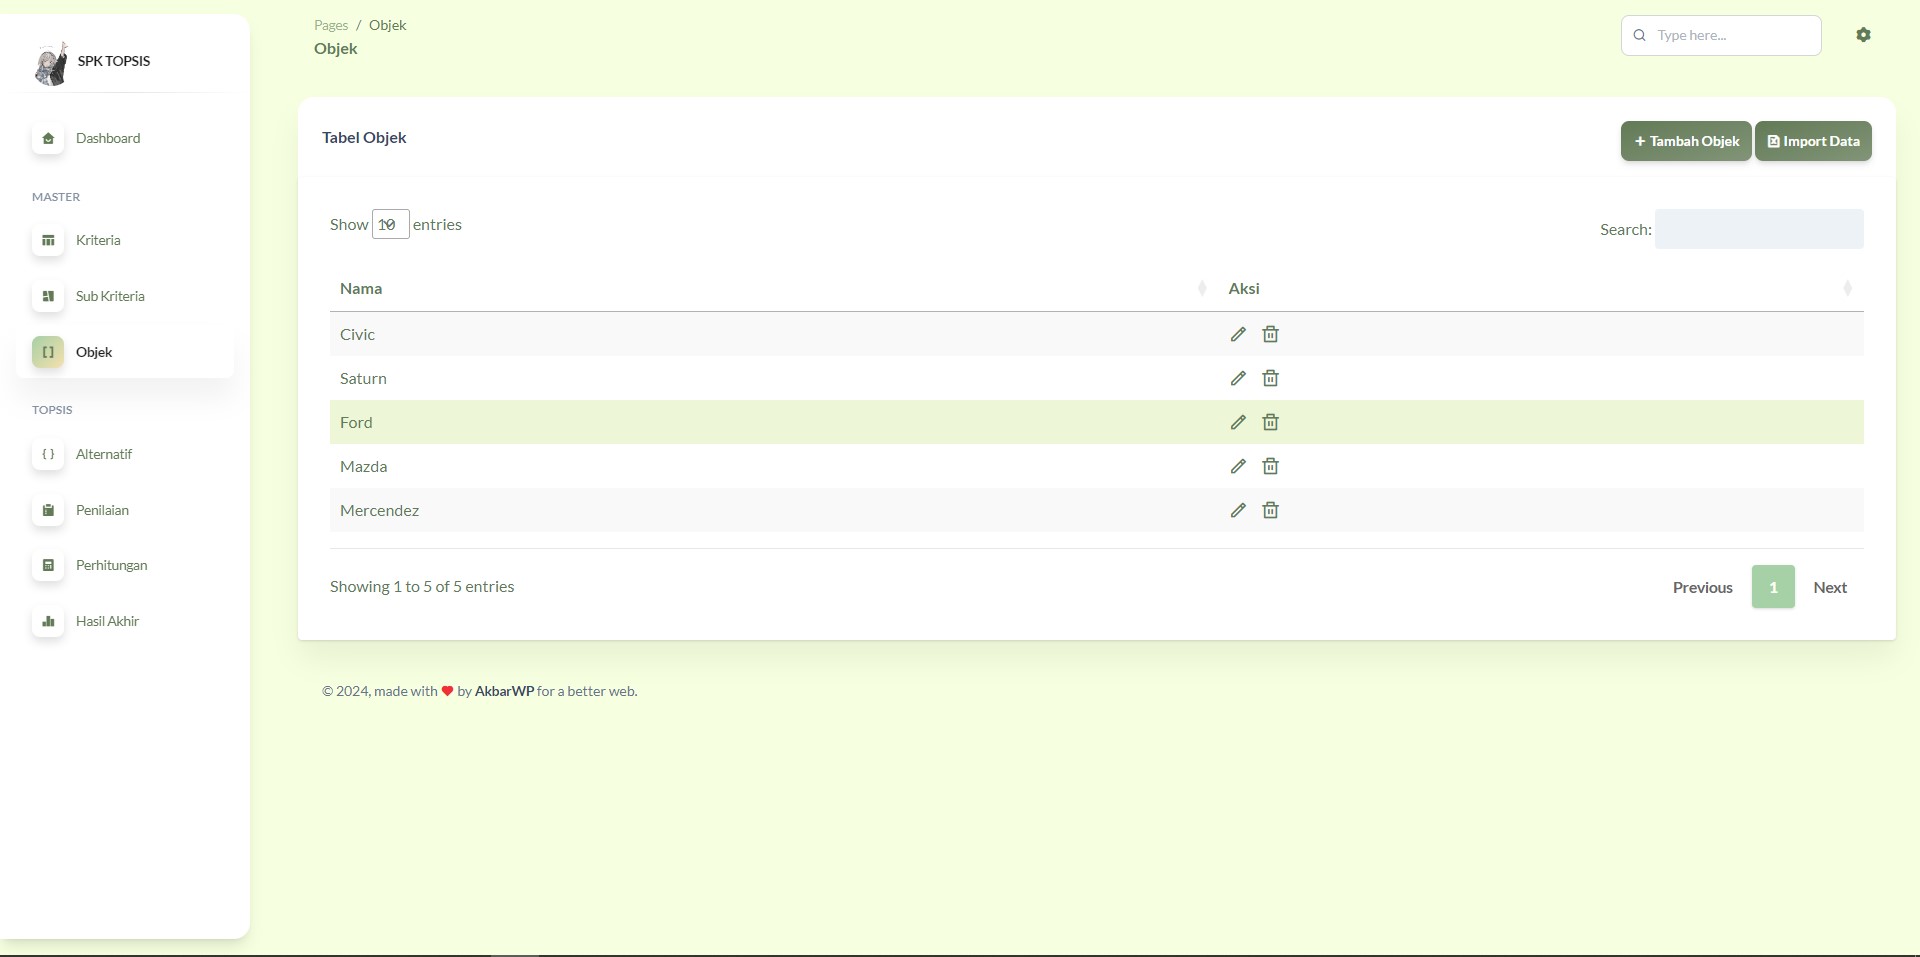 SPK TOPSIS
Dashboard
MASTER
Kriteria
Sub Kriteria
Objek
TOPSIS
Alternatif
Penilaian
Perhitungan
Hasil Akhir
Pages / Objek
Objek
Type here...
Tabel Objek
+ Tambah Objek
Import Data
Show 10 entries
Search:
Nama Aksi
Civic
Saturn
Ford
Mazda
Mercendez
Showing 1 to 5 of 5 entries
Previous 1 Next
© 2024, made with ❤ by AkbarWP for a better web.